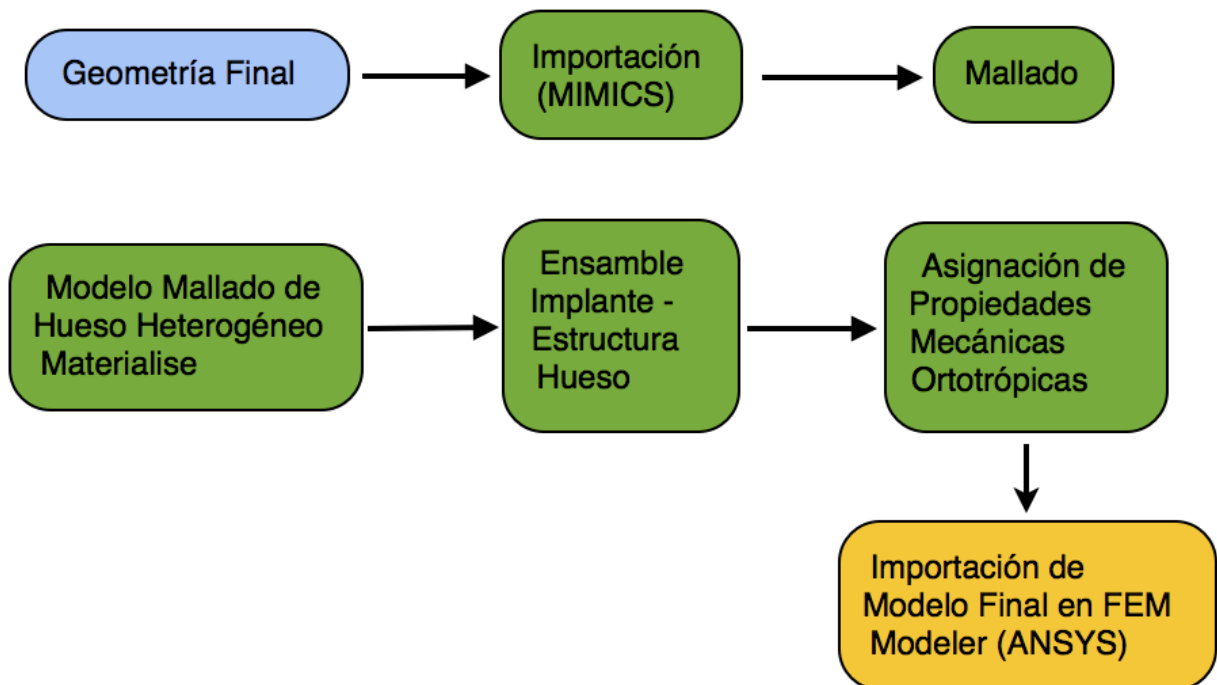 Geometría Final
Importación
(MIMICS)
Mallado
Modelo Mallado de
Hueso Heterogéneo
Materialise
Ensamble
Implante -
Estructura
Hueso
Asignación de
Propiedades
Mecánicas
Ortotrópicas
Importación de
Modelo Final en FEM
Modeler (ANSYS)